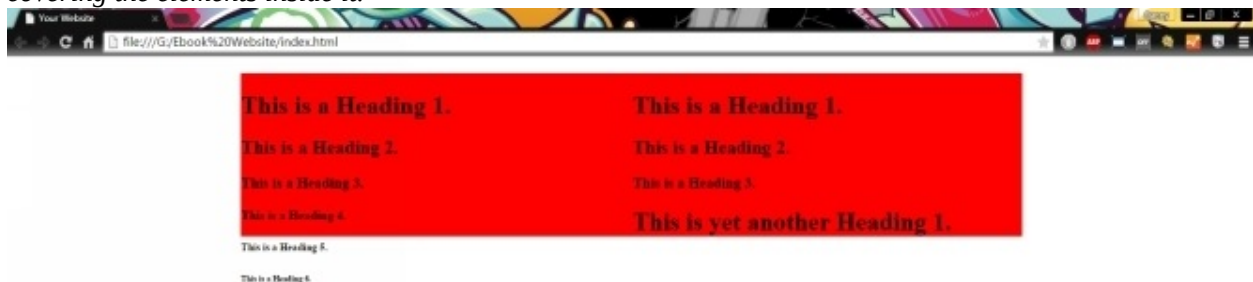 covering the elements inside it.
Your Website
file:///G:/Ebook%20Website/index.html
This is a Heading 1.
This is a Heading 2.
This is a Heading 3.
This is a Heading 4.
This is a Heading 5.
This is a Heading 6.
This is a Heading 1.
This is a Heading 2.
This is a Heading 3.
This is yet another Heading 1.